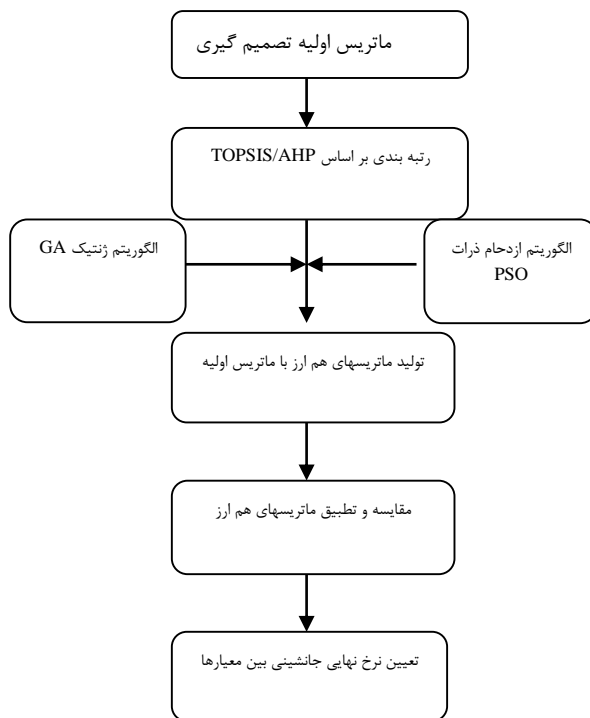 ماتریس اولیه تصمیم گیری
رتبه بندی بر اساس TOPSIS/AHP
الگوریتم ازدحام ذرات
PSO
الگوریتم ژنتیک GA
تولید ماتریسهای هم ارز با ماتریس اولیه
مقایسه و تطبیق ماتریسهای هم ارز
تعیین نرخ نهایی جانشینی بین معیارها